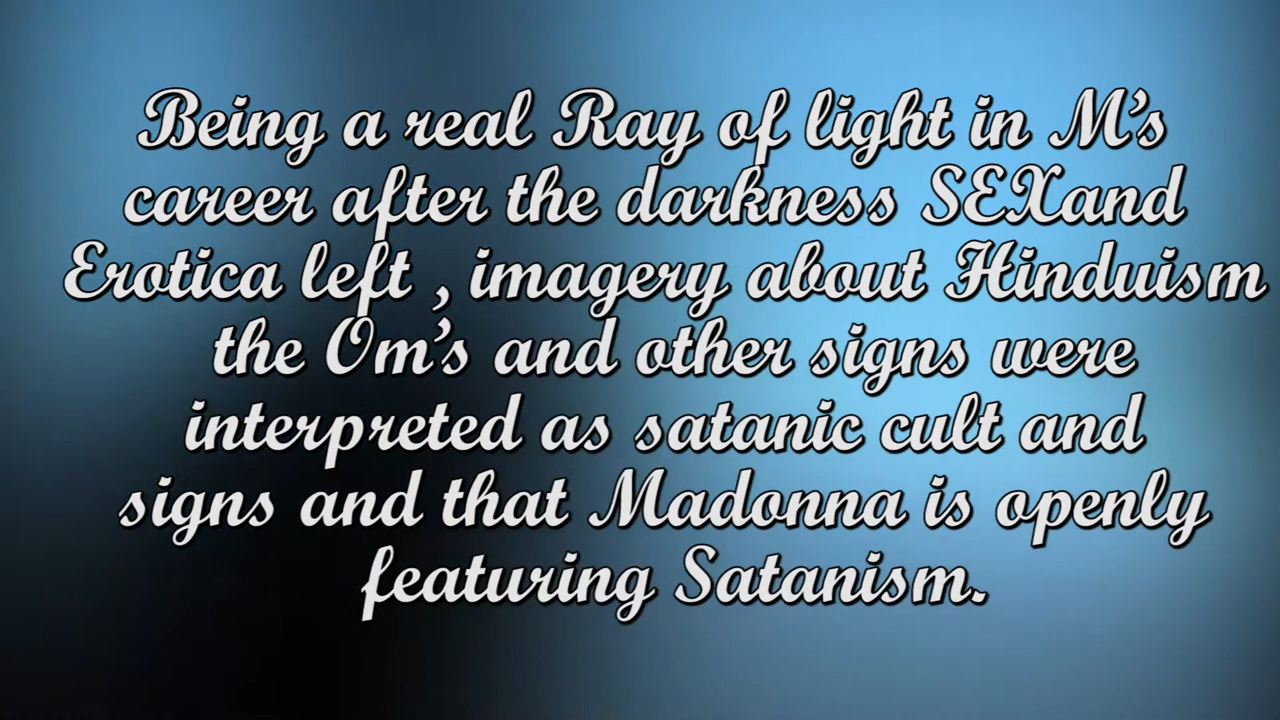 Being a real Ray of light in M's
career after the darkness SEXand
Erotica left , imagery about Hinduism
the Om's and other signs were
interpreted as satanic cult and
signs and that Madonna is openly
featuring Satanism.